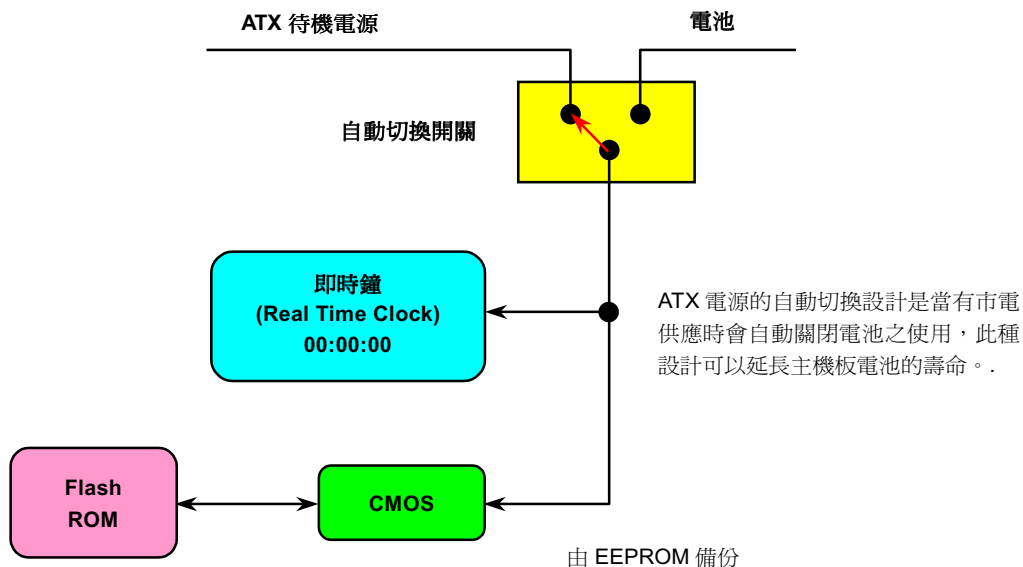 ATX 待機電源
電池
自動切換開關
即時鐘
(Real Time Clock)
00:00:00
ATX 電源的自動切換設計是當有市電
供應時會自動關閉電池之使用，此種
設計可以延長主機板電池的壽命。.
Flash
ROM
CMOS
由 EEPROM 備份